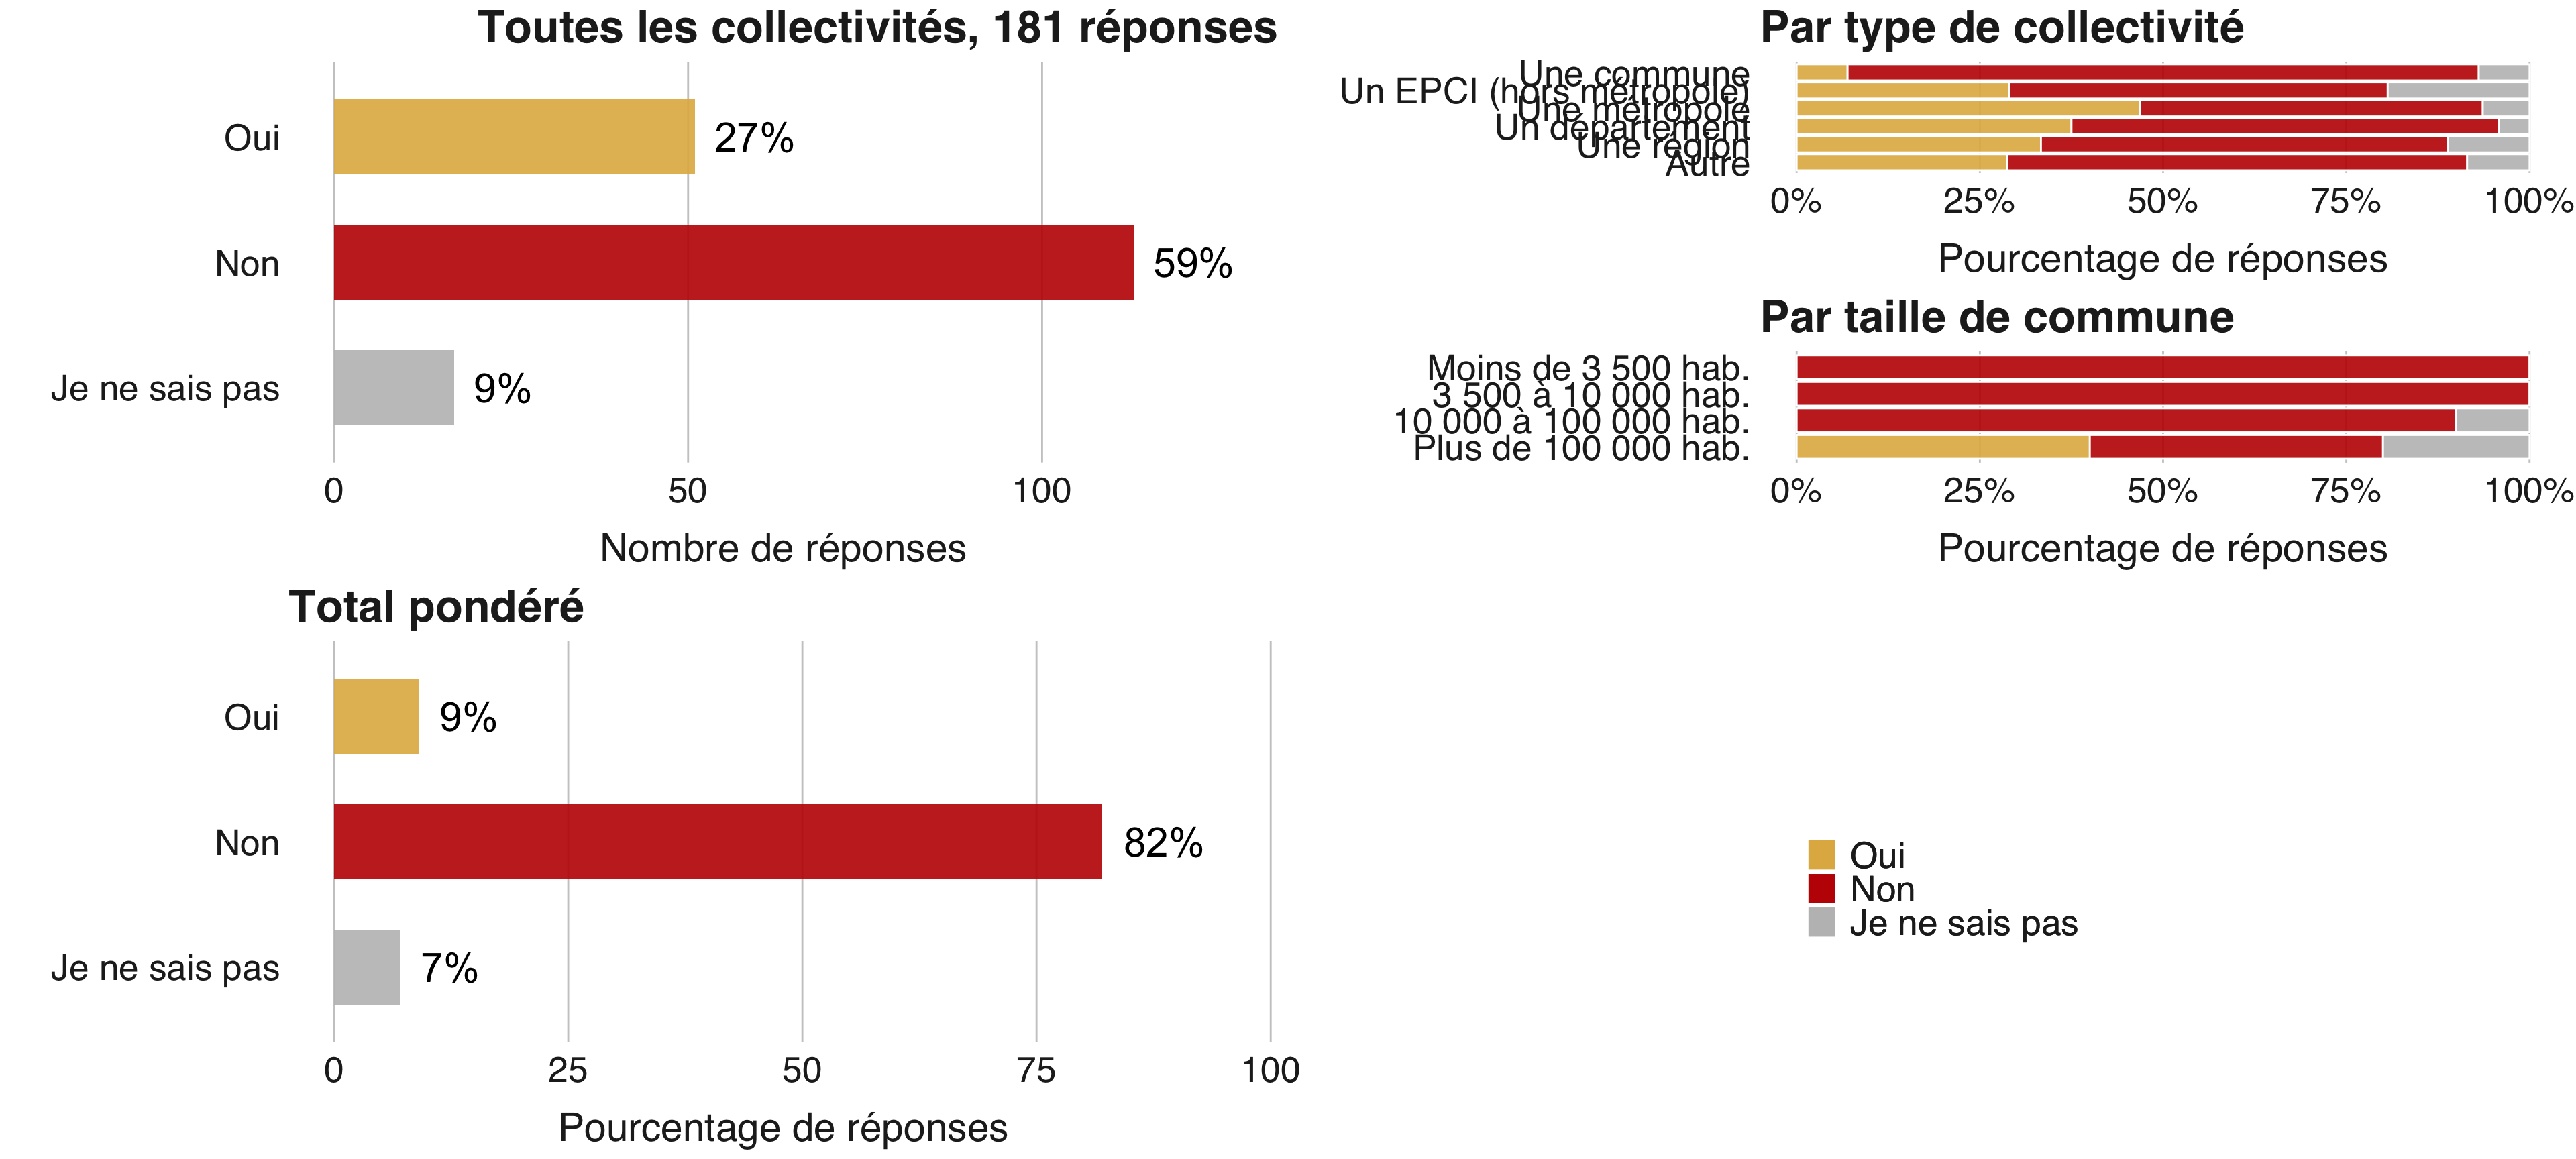 Toutes les collectivités, 181 réponses
Oui
27%
Non
59%
Je ne sais pas
9%
0 50 100
Nombre de réponses
Total pondéré
Oui
9%
Non
82%
Je ne sais pas
7%
0 25 50 75 100
Pourcentage de réponses
Par type de collectivité
Une commune
Un EPCI (hors métropole)
Une métropole
Un département
Une région
Autre
0% 25% 50% 75% 100%
Pourcentage de réponses
Par taille de commune
Moins de 3 500 hab.
3 500 à 10 000 hab.
10 000 à 100 000 hab.
Plus de 100 000 hab.
0% 25% 50% 75% 100%
Pourcentage de réponses
Oui
Non
Je ne sais pas